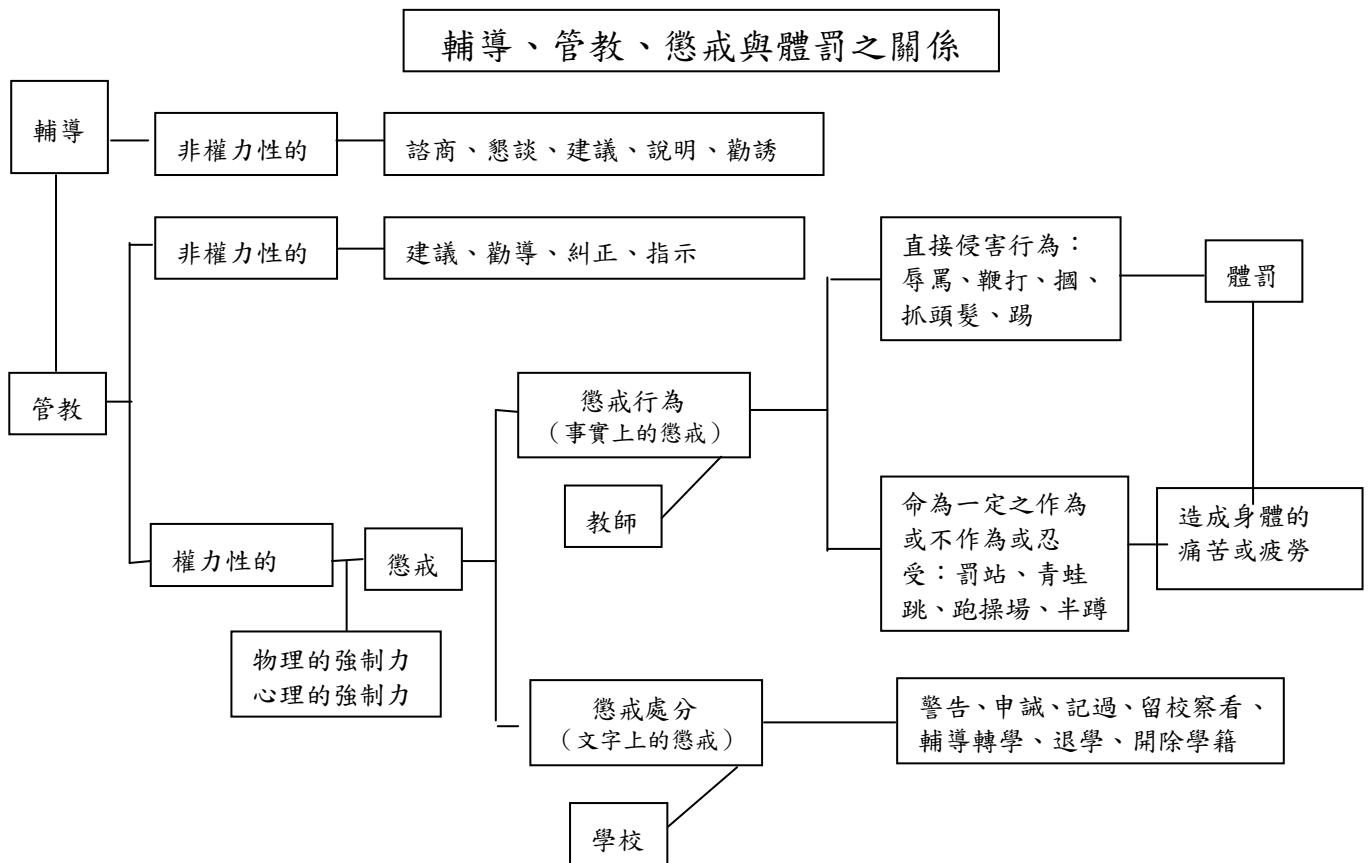 輔導、管教、懲戒與體罰之關係
輔導
非權力性的
諮商、懇談、建議、說明、勸誘
管教
非權力性的
建議、勸導、糾正、指示
權力性的
物理的強制力
心理的強制力
懲戒
懲戒行為
（事實上的懲戒）
教師
直接侵害行為：
辱罵、鞭打、摑、
抓頭髮、踢
體罰
命為一定之作為
或不作為或忍
受：罰站、青蛙
跳、跑操場、半蹲
造成身體的
痛苦或疲勞
懲戒處分
（文字上的懲戒）
學校
警告、申誡、記過、留校察看、
輔導轉學、退學、開除學籍